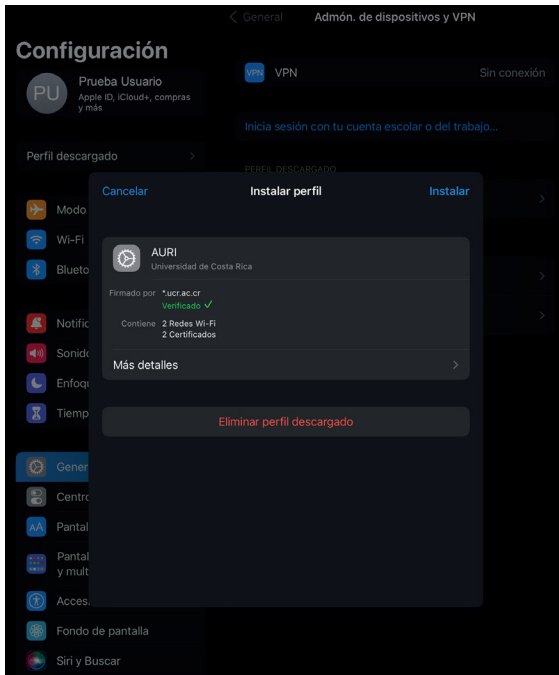 General
Admón. de dispositivos y VPN
Configuración
PU
Prueba Usuario
Apple ID, iCloud+, compras
y más
VPN VPN
Sin conexión
Inicia sesión con tu cuenta escolar o del trabajo...
Perfil descargado
PERFIL DESCARGADO
Cancelar
Instalar perfil
Instalar
AURI
Universidad de Costa Rica
Firmado por *.ucr.ac.cr
Verificado ✓
Contiene 2 Redes Wi-Fi
2 Certificados
Más detalles
Eliminar perfil descargado
Modo
Wi-Fi
Blueto
Notific
Sonido
Enfoqu
Tiemp
Gener
Centro
AA Pantal
Pantal
y mult
Acces
Fondo de pantalla
Siri y Buscar